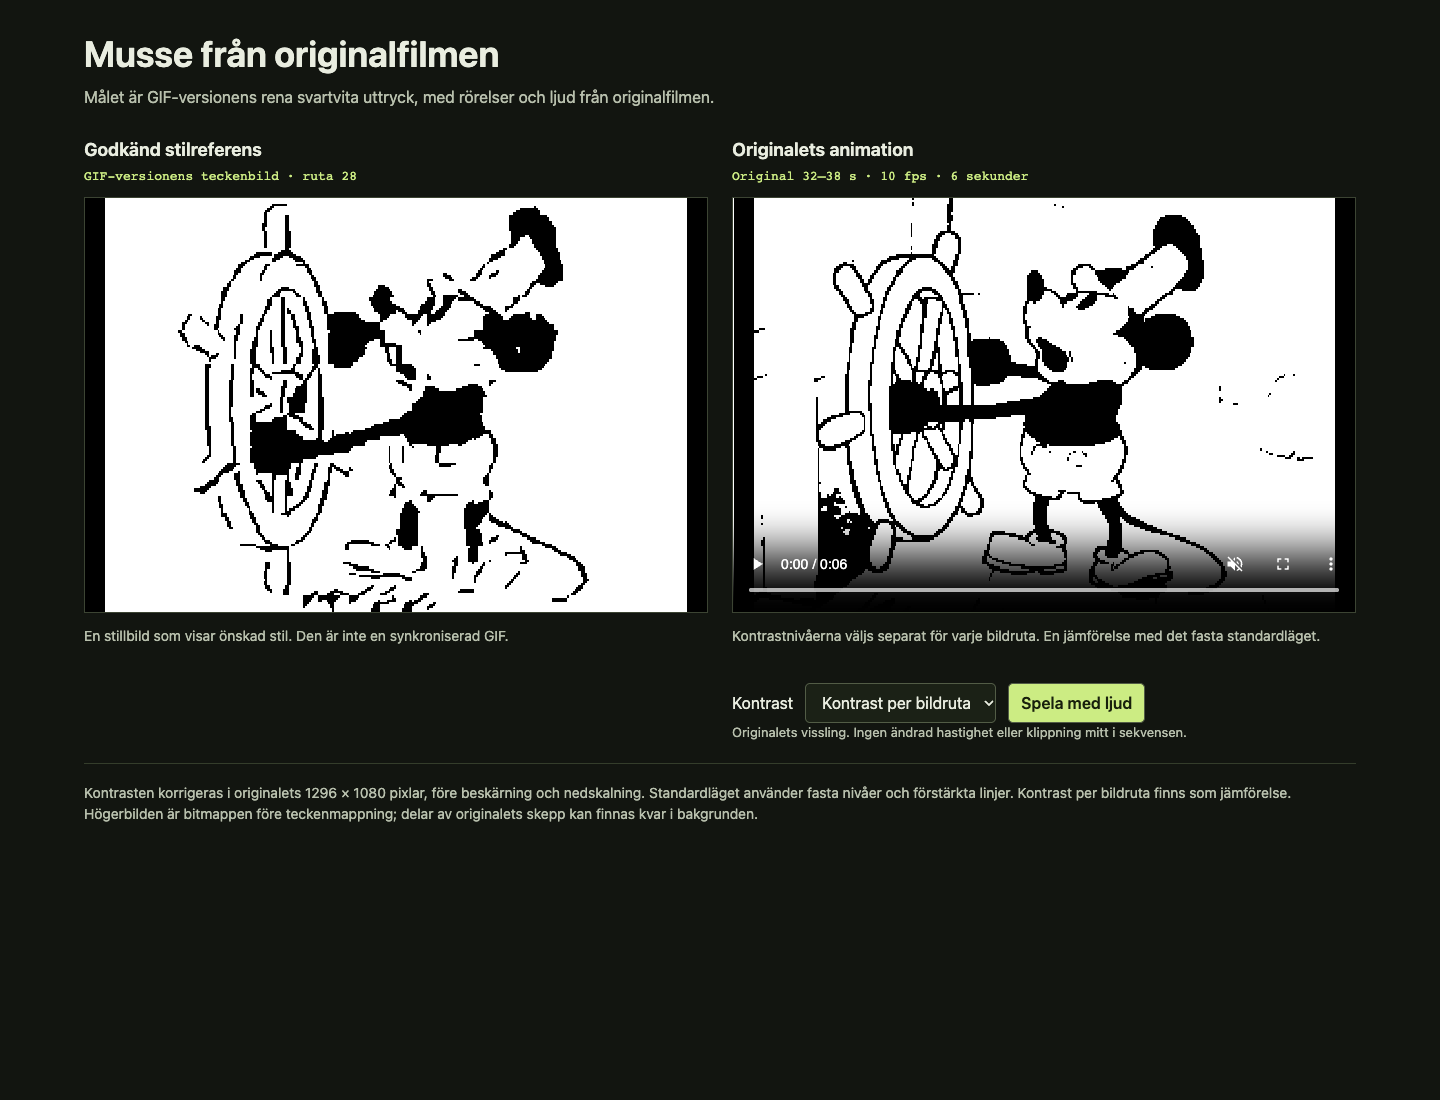 Musse från originalfilmen
Målet är GIF-versionens rena svartvita uttryck, med rörelser och ljud från originalfilmen.
Godkänd stilreferens
GIF-versionens teckenbild · ruta 28
En stillbild som visar önskad stil. Den är inte en synkroniserad GIF.
Originalets animation
Original 32–38 s · 10 fps · 6 sekunder
0:00 / 0:06
Kontrastnivåerna väljs separat för varje bildruta. En jämförelse med det fasta standardläget.
Kontrast Kontrast per bildruta Spela med ljud
Originalets vissling. Ingen ändrad hastighet eller klippning mitt i sekvensen.
Kontrasten korrigeras i originalets 1296 × 1080 pixlar, före beskärning och nedskalning. Standardläget använder fasta nivåer och förstärkta linjer. Kontrast per bildruta finns som jämförelse.
Högerbilden är bitmappen före teckenmappning; delar av originalets skepp kan finnas kvar i bakgrunden.